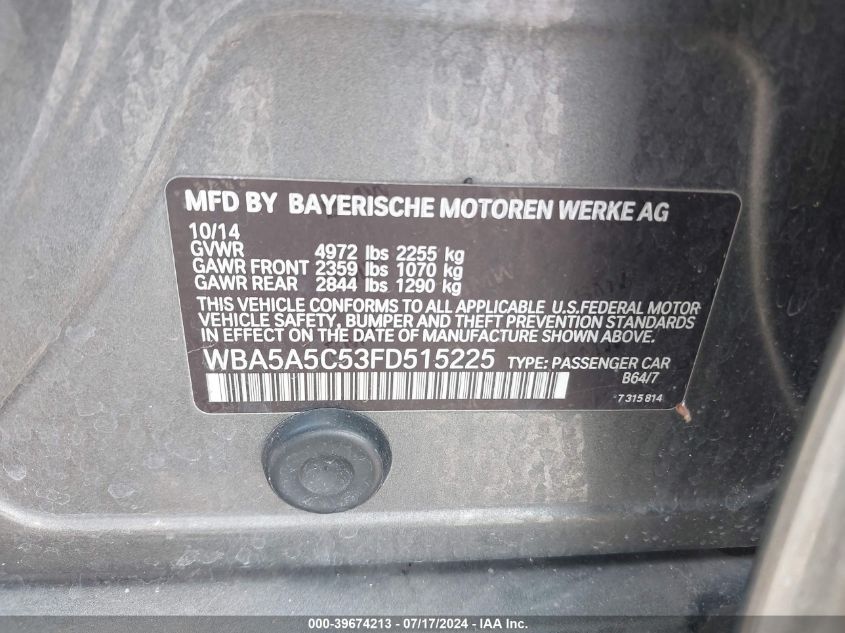 MFD BY BAYERISCHE MOTOREN WERKE AG
10/14
GVWR 4972 lbs 2255 kg
GAWR FRONT 2359 lbs 1070 kg
GAWR REAR 2844 lbs 1290 kg
THIS VEHICLE CONFORMS TO ALL APPLICABLE U.S.FEDERAL MOTOR
VEHICLE SAFETY, BUMPER AND THEFT PREVENTION STANDARDS
IN EFFECT ON THE DATE OF MANUFACTURE SHOWN ABOVE.
WBA5A5C53FD515225 TYPE: PASSENGER CAR
B64/7
7 315 814
000-39674213 - 07/17/2024 - IAA Inc.